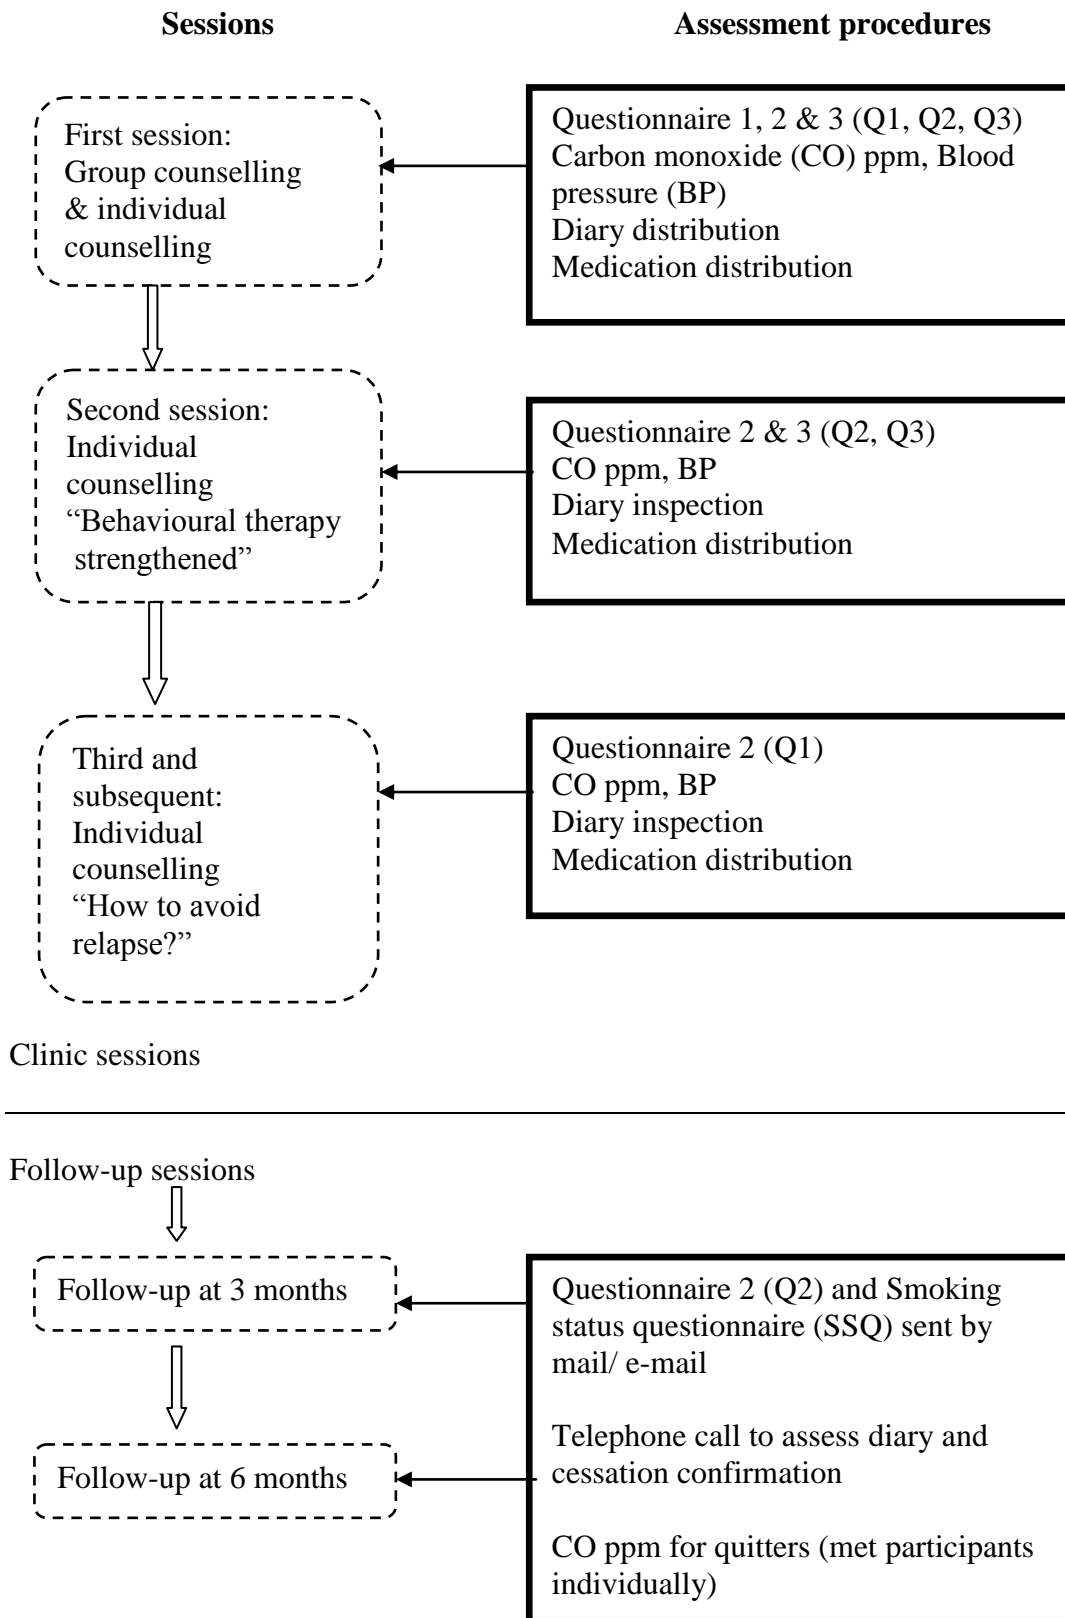 Sessions
Assessment procedures
First session:
Group counselling
& individual
counselling
Questionnaire 1, 2 & 3 (Q1, Q2, Q3)
Carbon monoxide (CO) ppm, Blood
pressure (BP)
Diary distribution
Medication distribution
Second session:
Individual
counselling
“Behavioural therapy
strengthened”
Questionnaire 2 & 3 (Q2, Q3)
CO ppm, BP
Diary inspection
Medication distribution
Third and
subsequent:
Individual
counselling
“How to avoid
relapse?”
Questionnaire 2 (Q1)
CO ppm, BP
Diary inspection
Medication distribution
Clinic sessions
Follow-up sessions
Follow-up at 3 months
Follow-up at 6 months
Questionnaire 2 (Q2) and Smoking
status questionnaire (SSQ) sent by
mail/ e-mail
Telephone call to assess diary and
cessation confirmation
CO ppm for quitters (met participants
individually)